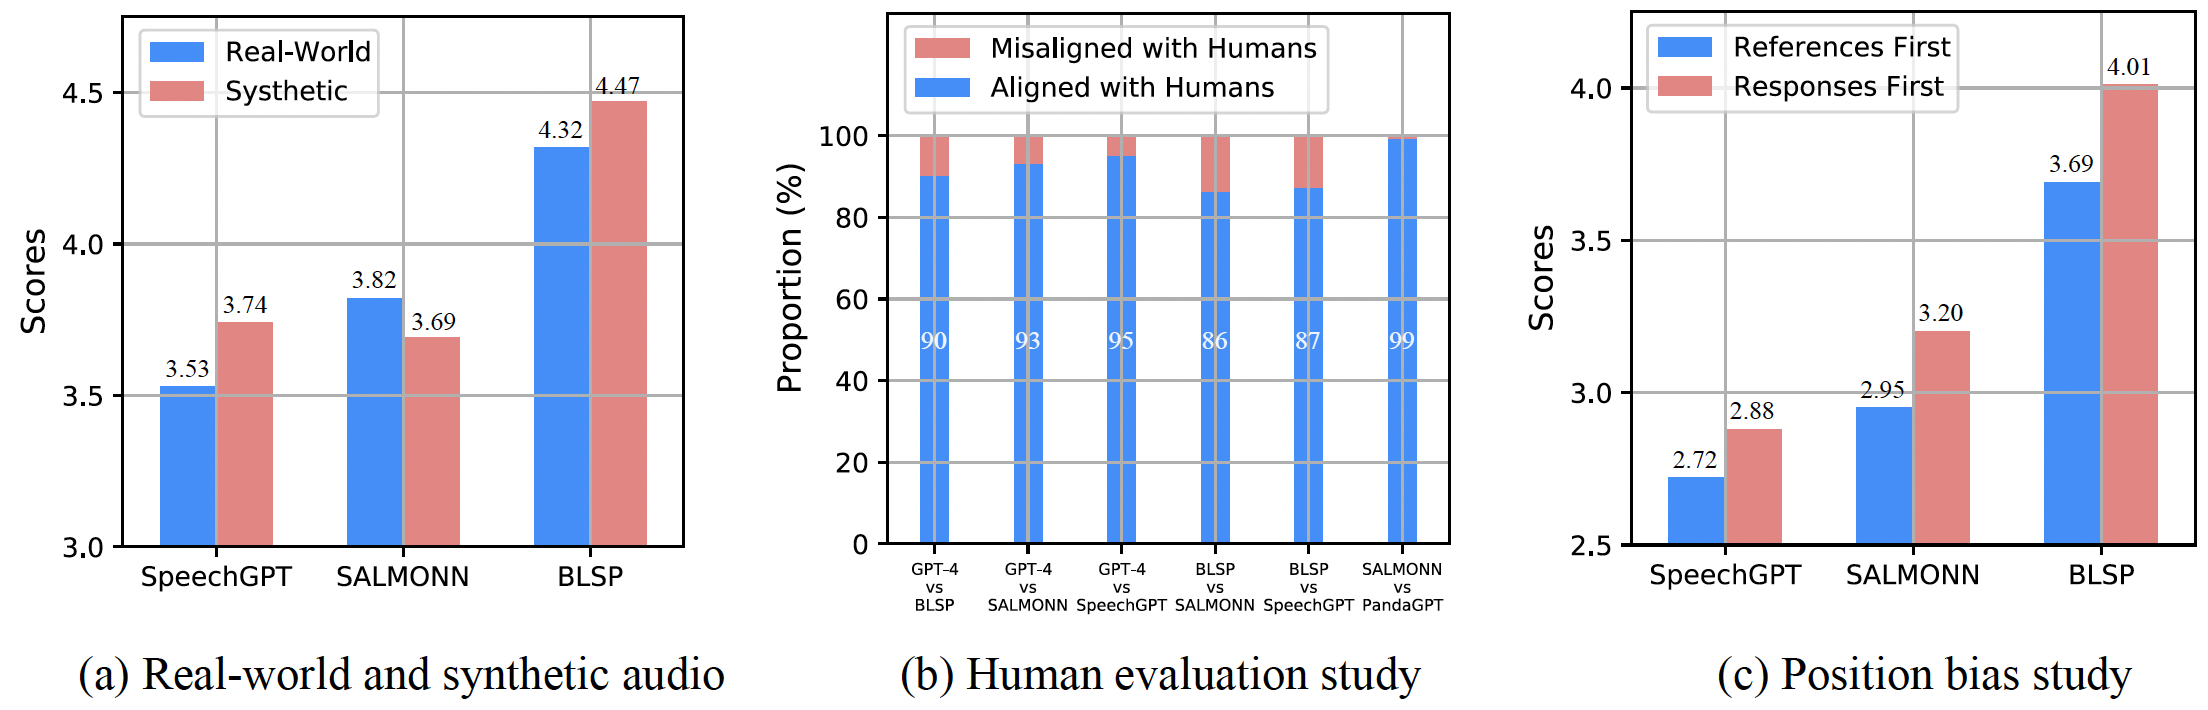 Real-World
Systhetic
Scores
4.5
4.0
3.5
3.0
3.53
3.74
3.82
3.69
4.32
4.47
SpeechGPT
SALMONN
BLSP
(a) Real-world and synthetic audio
Misaligned with Humans
Aligned with Humans
Proportion (%)
100
80
60
40
20
0
90
93
95
86
87
99
GPT-4
vs
BLSP
GPT-4
vs
SALMONN
GPT-4
vs
SpeechGPT
BLSP
vs
SALMONN
BLSP
vs
SpeechGPT
SALMONN
vs
PandaGPT
(b) Human evaluation study
References First
Responses First
Scores
4.0
3.5
3.0
2.5
2.72
2.88
2.95
3.20
3.69
4.01
SpeechGPT
SALMONN
BLSP
(c) Position bias study